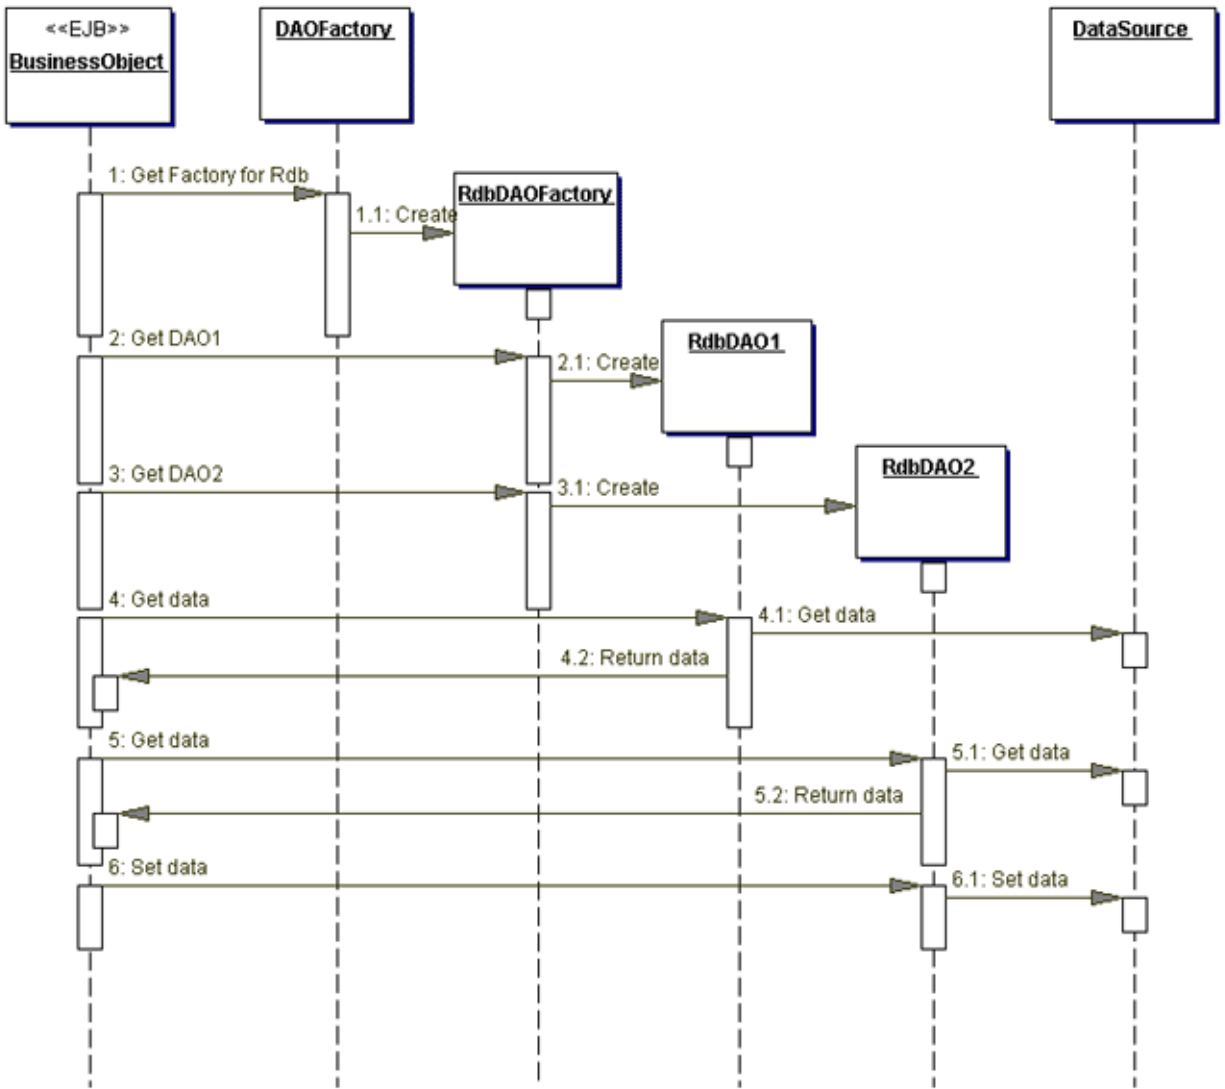 <<EJB>>
BusinessObject
DAOFactory
DataSource
1: Get Factory for Rdb
RdbDAOFactory
1.1: Create
2: Get DAO1
RdbDAO1
2.1: Create
3: Get DAO2
RdbDAO2
3.1: Create
4: Get data
4.1: Get data
4.2: Return data
5: Get data
5.1: Get data
5.2: Return data
6: Set data
6.1: Set data